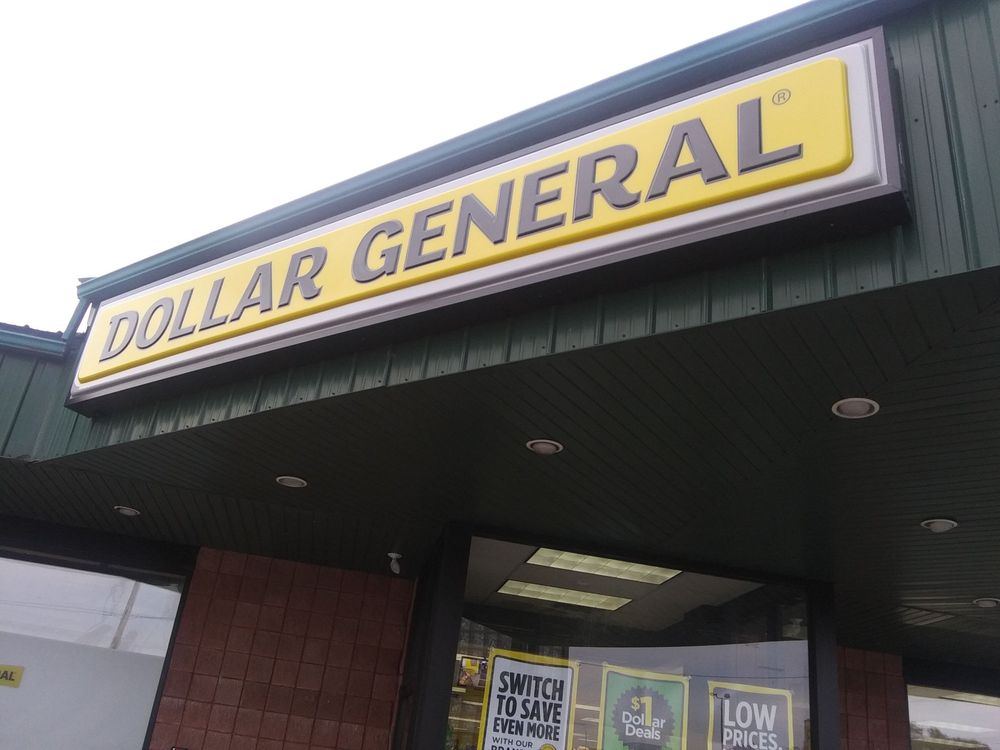 DOLLAR GENERAL®
AL
SWITCH
TO SAVE
EVEN MORE
WITH OUR
$1
Dollar
Deals
LOW
PRICES.